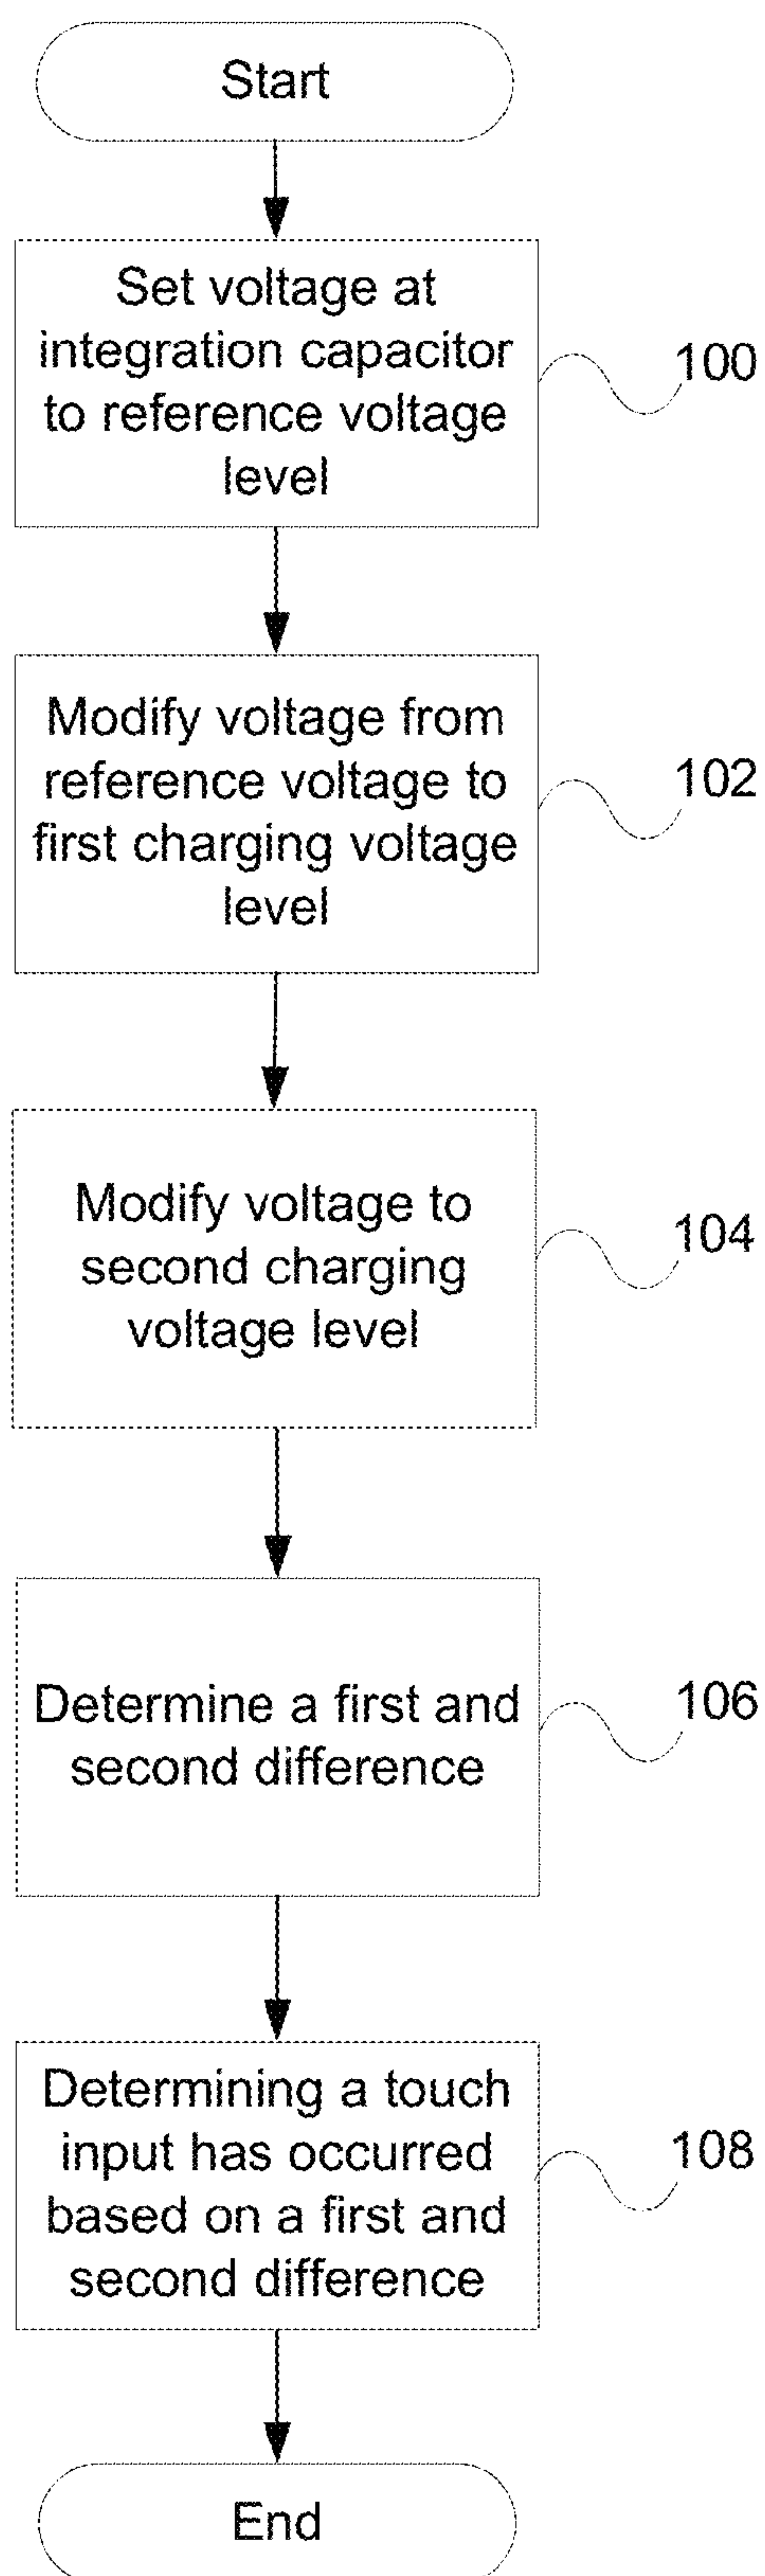 Start
Set voltage at
integration capacitor
to reference voltage
level
100
Modify voltage from
reference voltage to
first charging voltage
level
102
Modify voltage to
second charging
voltage level
104
Determine a first and
second difference
106
Determining a touch
input has occurred
based on a first and
second difference
108
End